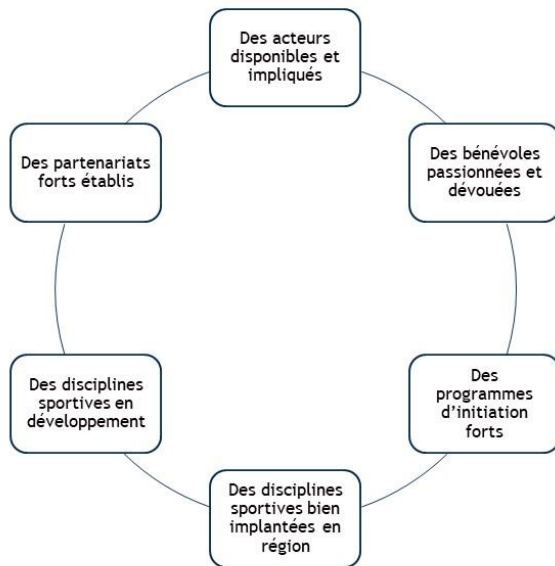 Des acteurs
disponibles et
impliqués
Des bénévoles
passionnées et
dévouées
Des
programmes
d'initiation
forts
Des disciplines
sportives bien
implantées en
région
Des disciplines
sportives en
développement
Des partenariats
forts établis